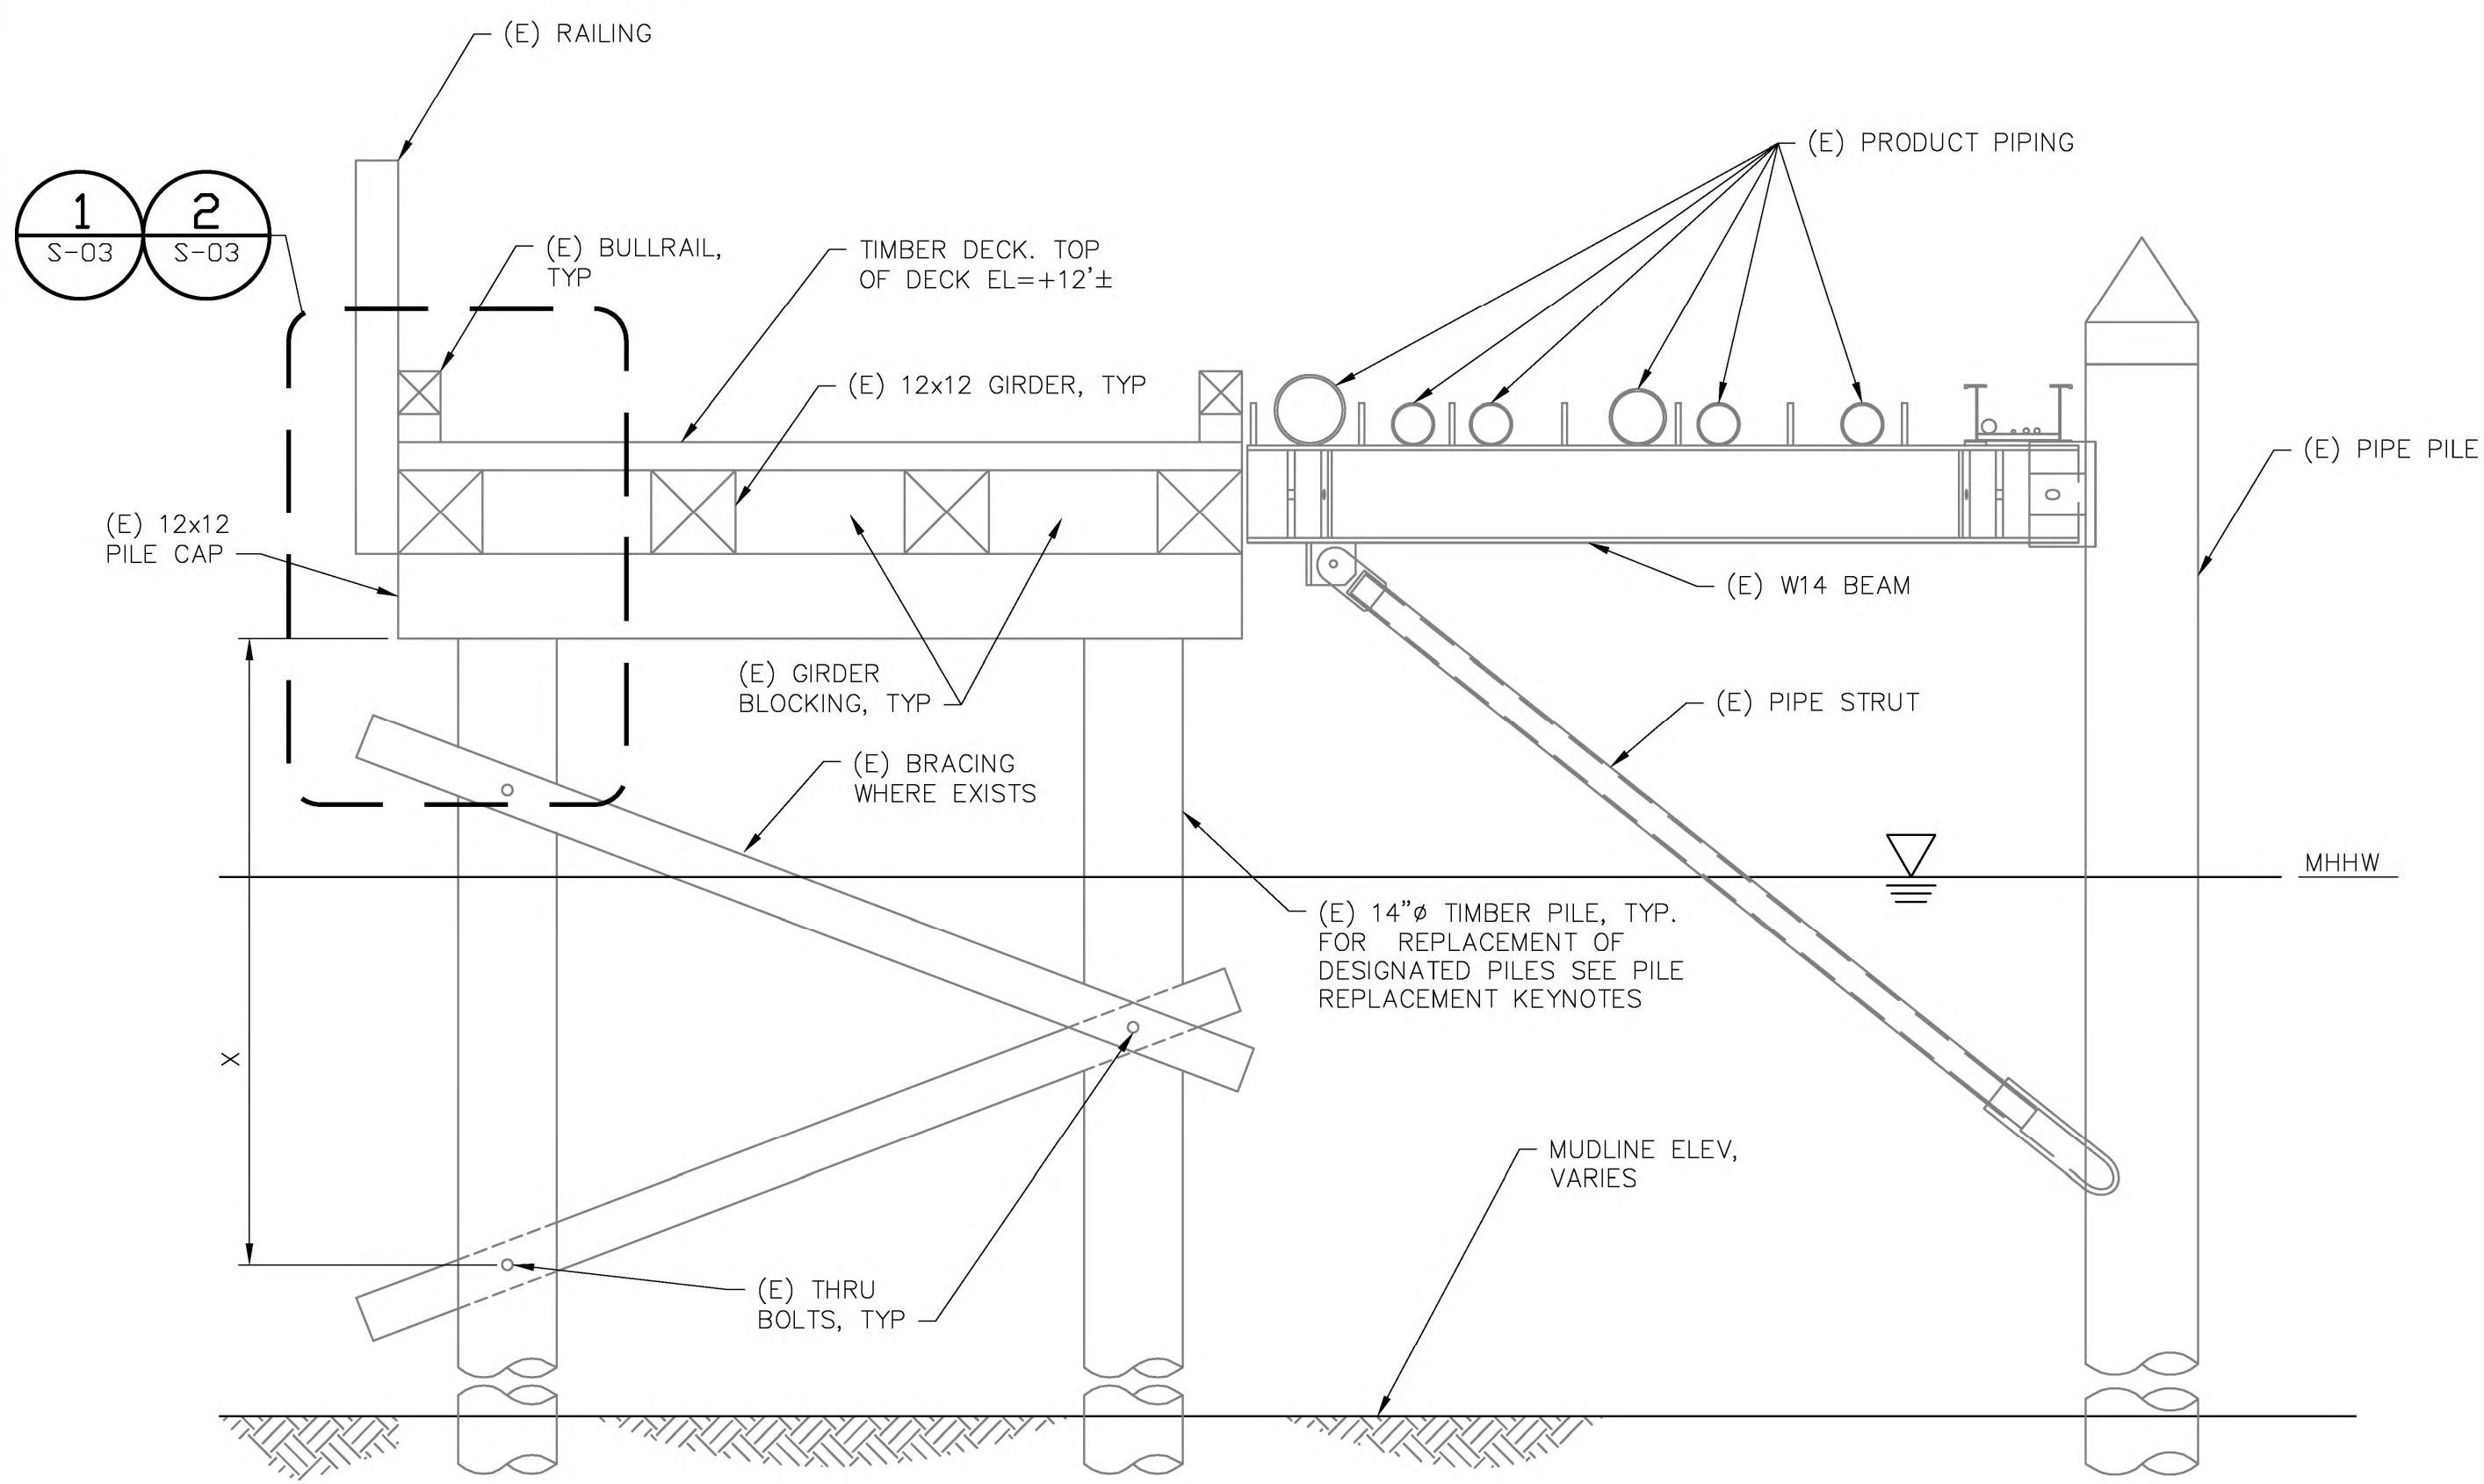 (E) RAILING
(E) PRODUCT PIPING
1
S-03
2
S-03
(E) BULLRAIL,
TYP
TIMBER DECK. TOP
OF DECK EL=+12'±
(E) 12x12 GIRDER, TYP
(E) PIPE PILE
(E) 12x12
PILE CAP
(E) W14 BEAM
(E) GIRDER
BLOCKING, TYP
(E) PIPE STRUT
(E) BRACING
WHERE EXISTS
MHHW
(E) 14"ø TIMBER PILE, TYP.
FOR REPLACEMENT OF
DESIGNATED PILES SEE PILE
REPLACEMENT KEYNOTES
X
MUDLINE ELEV,
VARIES
(E) THRU
BOLTS, TYP